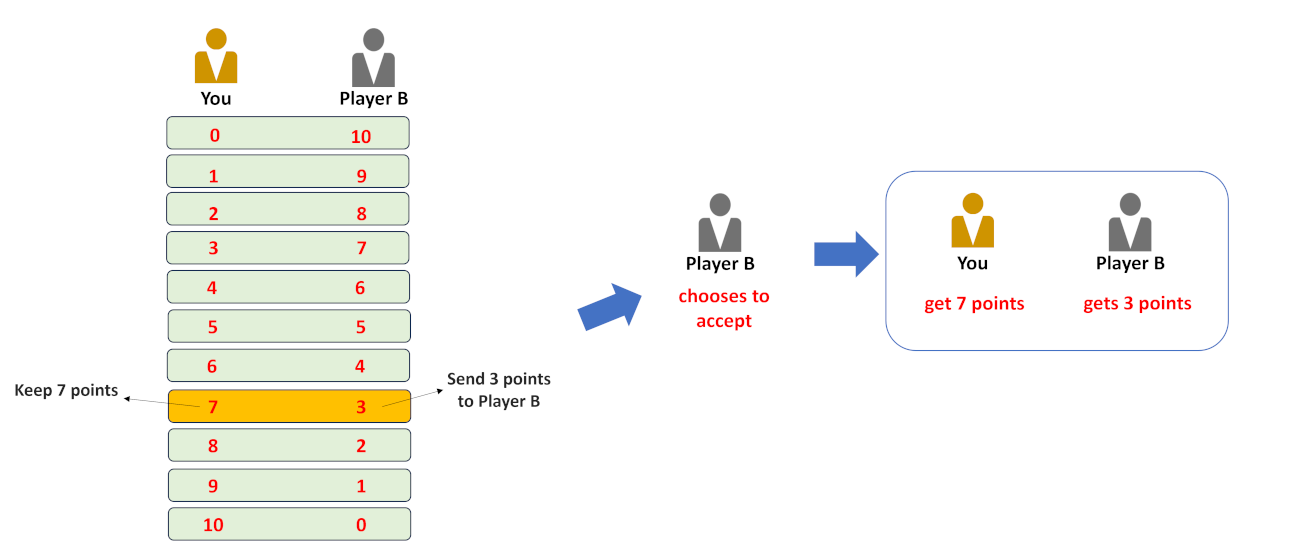 You Player B
0 10
1 9
2 8
3 7
4 6
5 5
6 4
Keep 7 points
7 3
Send 3 points
to Player B
8 2
9 1
10 0
Player B
chooses to
accept
You Player B
get 7 points gets 3 points